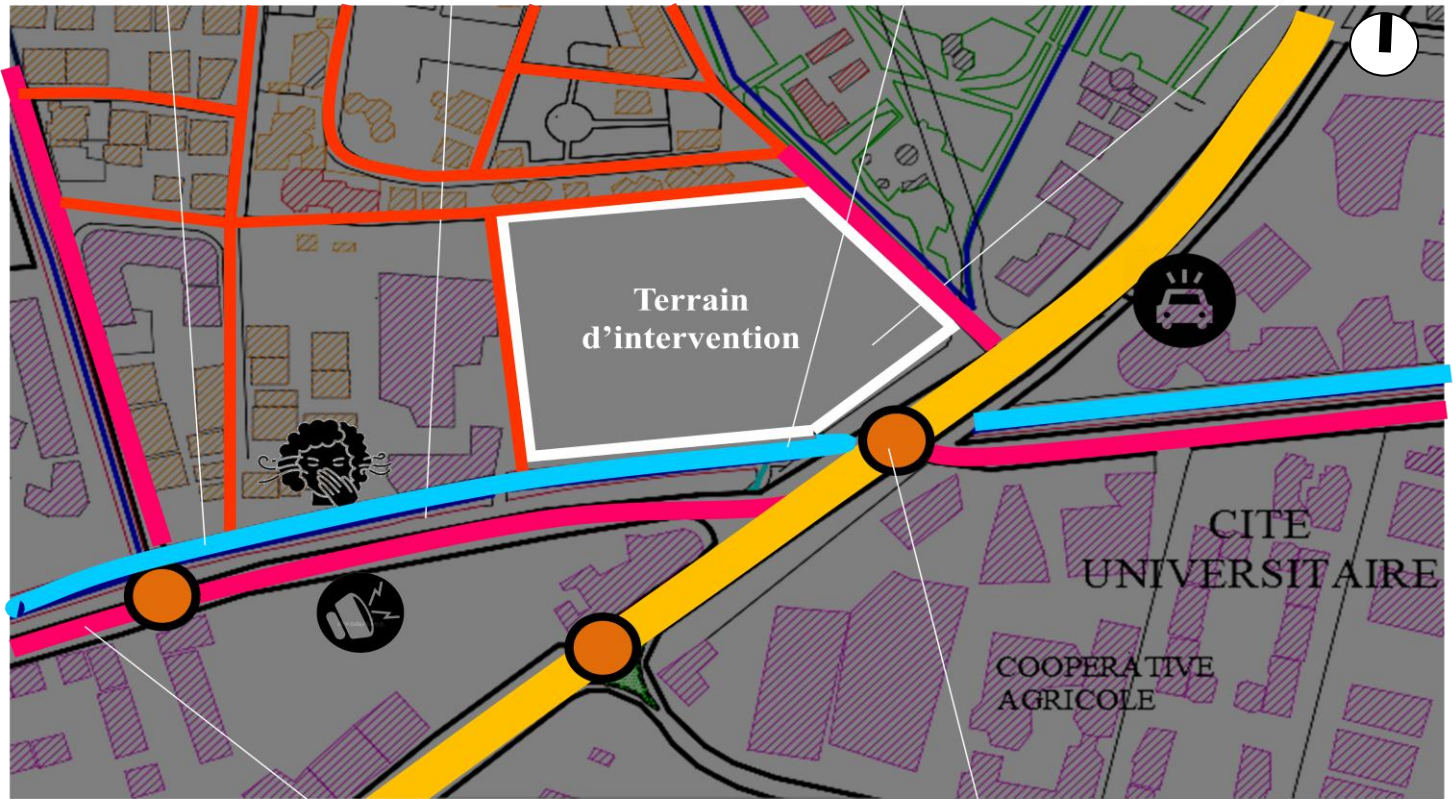 Terrain
d’intervention
CITE
UNIVERSITAIRE
COOPERATIVE
AGRICOLE